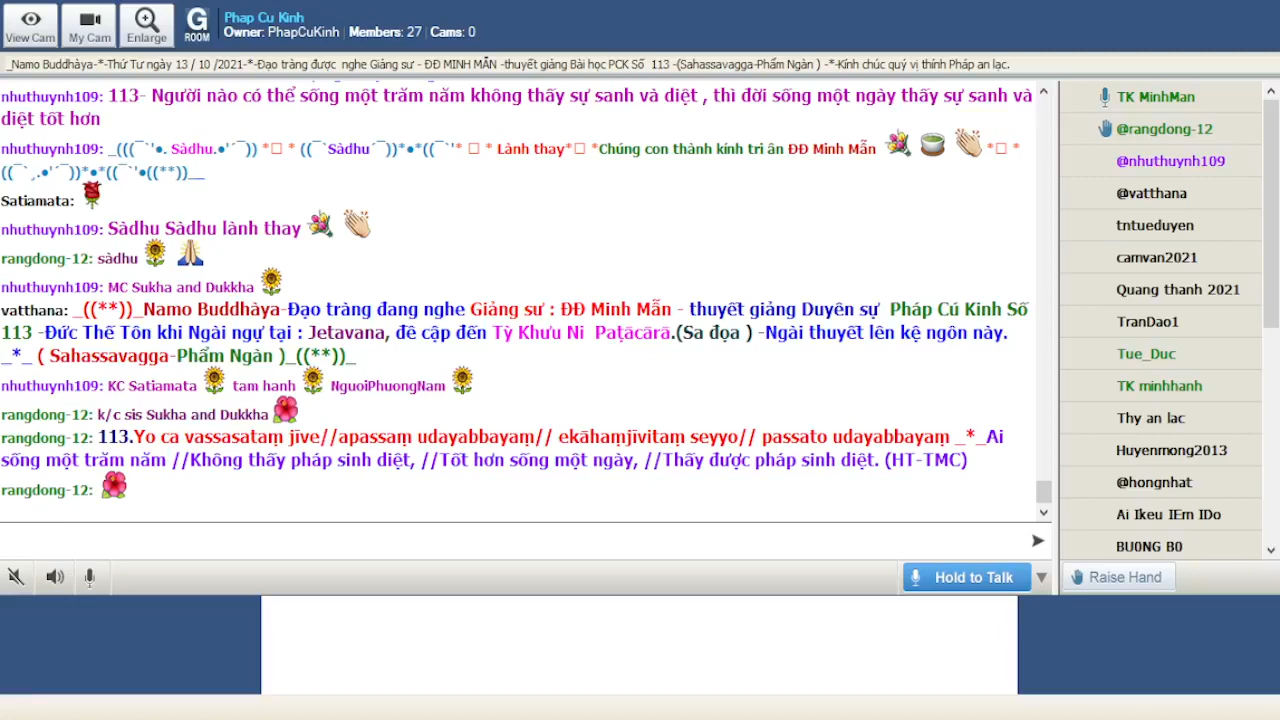 View Cam
My Cam
Enlarge
G
ROOM
Phap Cu Kinh
Owner: PhapCuKinh | Members: 27 | Cams: 0
_Namo Buddhàya-*-Thứ Tư ngày 13 / 10 /2021-*-Đạo tràng được nghe Giảng sư - ĐĐ MINH MẪN -thuyết giảng Bài học PCK Số 113 -(Sahassavagga-Phẩm Ngàn ) -*-Kính chúc quý vị thính Pháp an lạc.
nhuthuynh109: 113- Người nào có thể sống một trăm năm không thấy sự sanh và diệt , thì đời sống một ngày thấy sự sanh và
diệt tốt hơn
nhuthuynh109: _(((¯`'•. Sàdhu.•'´¯)) *□ * ((¯`Sàdhu´¯))*•*((¯`'* □ * Lành thay*□ *Chúng con thành kính tri ân ĐĐ Minh Mẫn *□ *
((¯`¸.•'´¯))*•*((¯`'•((**))__
Satiamata:
nhuthuynh109: Sàdhu Sàdhu lành thay
rangdong-12: sàdhu
nhuthuynh109: MC Sukha and Dukkha
vatthana: _((**))_Namo Buddhàya-Đạo tràng đang nghe Giảng sư : ĐĐ Minh Mẫn - thuyết giảng Duyên sự Pháp Cú Kinh Số
113 -Đức Thế Tôn khi Ngài ngự tại : Jetavana, đề cập đến Tỳ Khưu Ni Paṭācārā.(Sa đọa ) -Ngài thuyết lên kệ ngôn này.
_*_ ( Sahassavagga-Phẩm Ngàn )_((**))_
nhuthuynh109: KC Satiamata tam hanh NguoiPhuongNam
rangdong-12: k/c sis Sukha and Dukkha
rangdong-12: 113.Yo ca vassasataṃ jīve//apassaṃ udayabbayaṃ// ekāhaṃjīvitaṃ seyyo// passato udayabbayaṃ _*_Ai
sống một trăm năm //Không thấy pháp sinh diệt, //Tốt hơn sống một ngày, //Thấy được pháp sinh diệt. (HT-TMC)
rangdong-12:
TK MinhMan
@rangdong-12
@nhuthuynh109
@vatthana
tntueduyen
camvan2021
Quang thanh 2021
TranDao1
Tue_Duc
TK minhhanh
Thy an lac
Huyenmong2013
@hongnhat
Ai Ikeu IEm IDo
BU0NG B0
Hold to Talk
Raise Hand